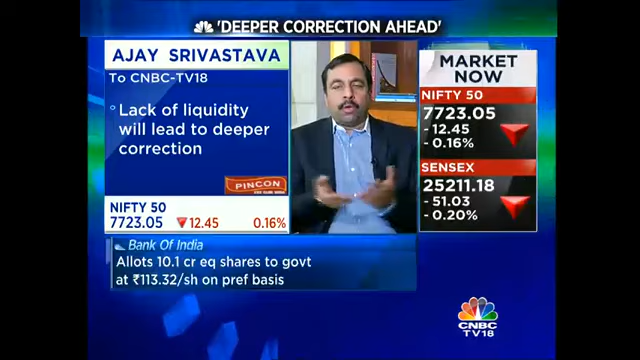 'DEEPER CORRECTION AHEAD'
AJAY SRIVASTAVA
To CNBC-TV18
Lack of liquidity
will lead to deeper
correction
PINCON
NIFTY 50
7723.05 12.45 0.16%
MARKET
NOW
NIFTY 50
7723.05
- 12.45
- 0.16%
SENSEX
25211.18
- 51.03
- 0.20%
Bank Of India
Allots 10.1 cr eq shares to govt
at ₹113.32/sh on pref basis
CNBC
TV18